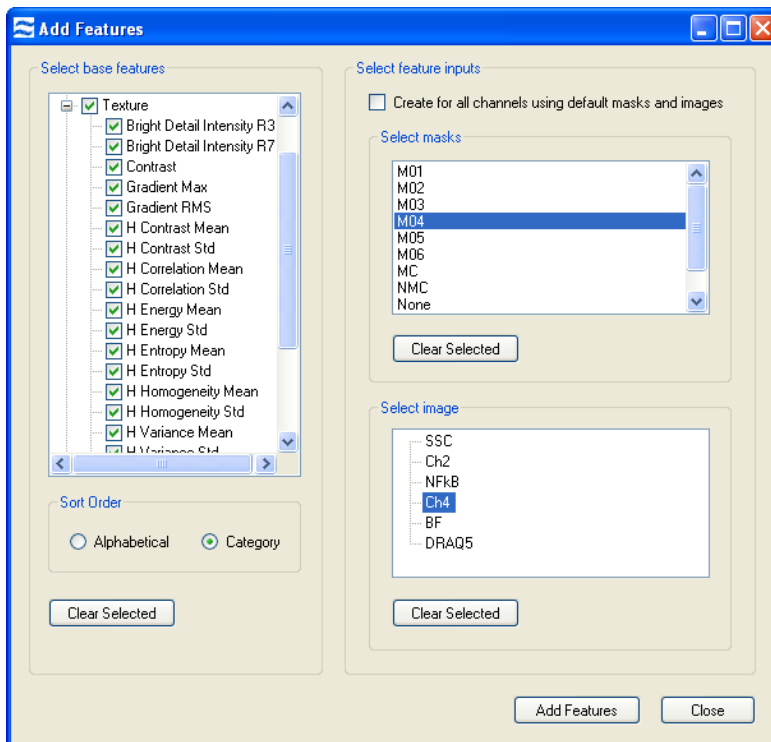 Add Features
Select base features
Texture
Bright Detail Intensity R3
Bright Detail Intensity R7
Contrast
Gradient Max
Gradient RMS
H Contrast Mean
H Contrast Std
H Correlation Mean
H Correlation Std
H Energy Mean
H Energy Std
H Entropy Mean
H Entropy Std
H Homogeneity Mean
H Homogeneity Std
H Variance Mean
H Variance Std
Sort Order
Alphabetical
Category
Clear Selected
Select feature inputs
Create for all channels using default masks and images
Select masks
M01
M02
M03
M04
M05
M06
MC
NMC
None
Clear Selected
Select image
SSC
Ch2
NFkB
Ch4
BF
DRAQ5
Clear Selected
Add Features
Close